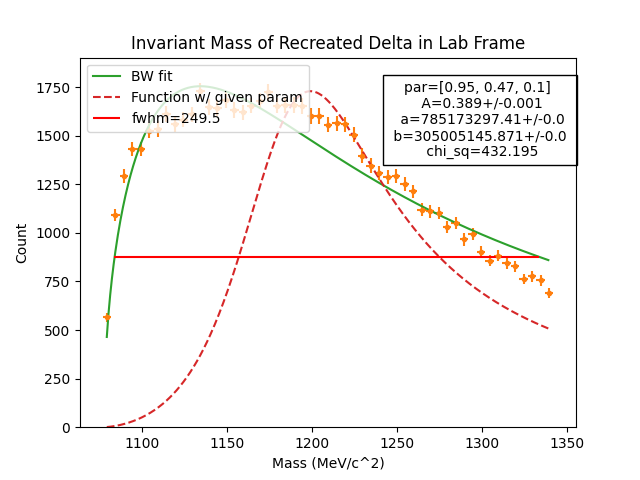 Invariant Mass of Recreated Delta in Lab Frame
BW fit
Function w/ given param
fwhm=249.5
par=[0.95, 0.47, 0.1]
A=0.389+/-0.001
a=785173297.41+/-0.0
b=305005145.871+/-0.0
chi_sq=432.195
Count
1750
1500
1250
1000
750
500
250
0
1100
1150
1200
1250
1300
1350
Mass (MeV/c^2)